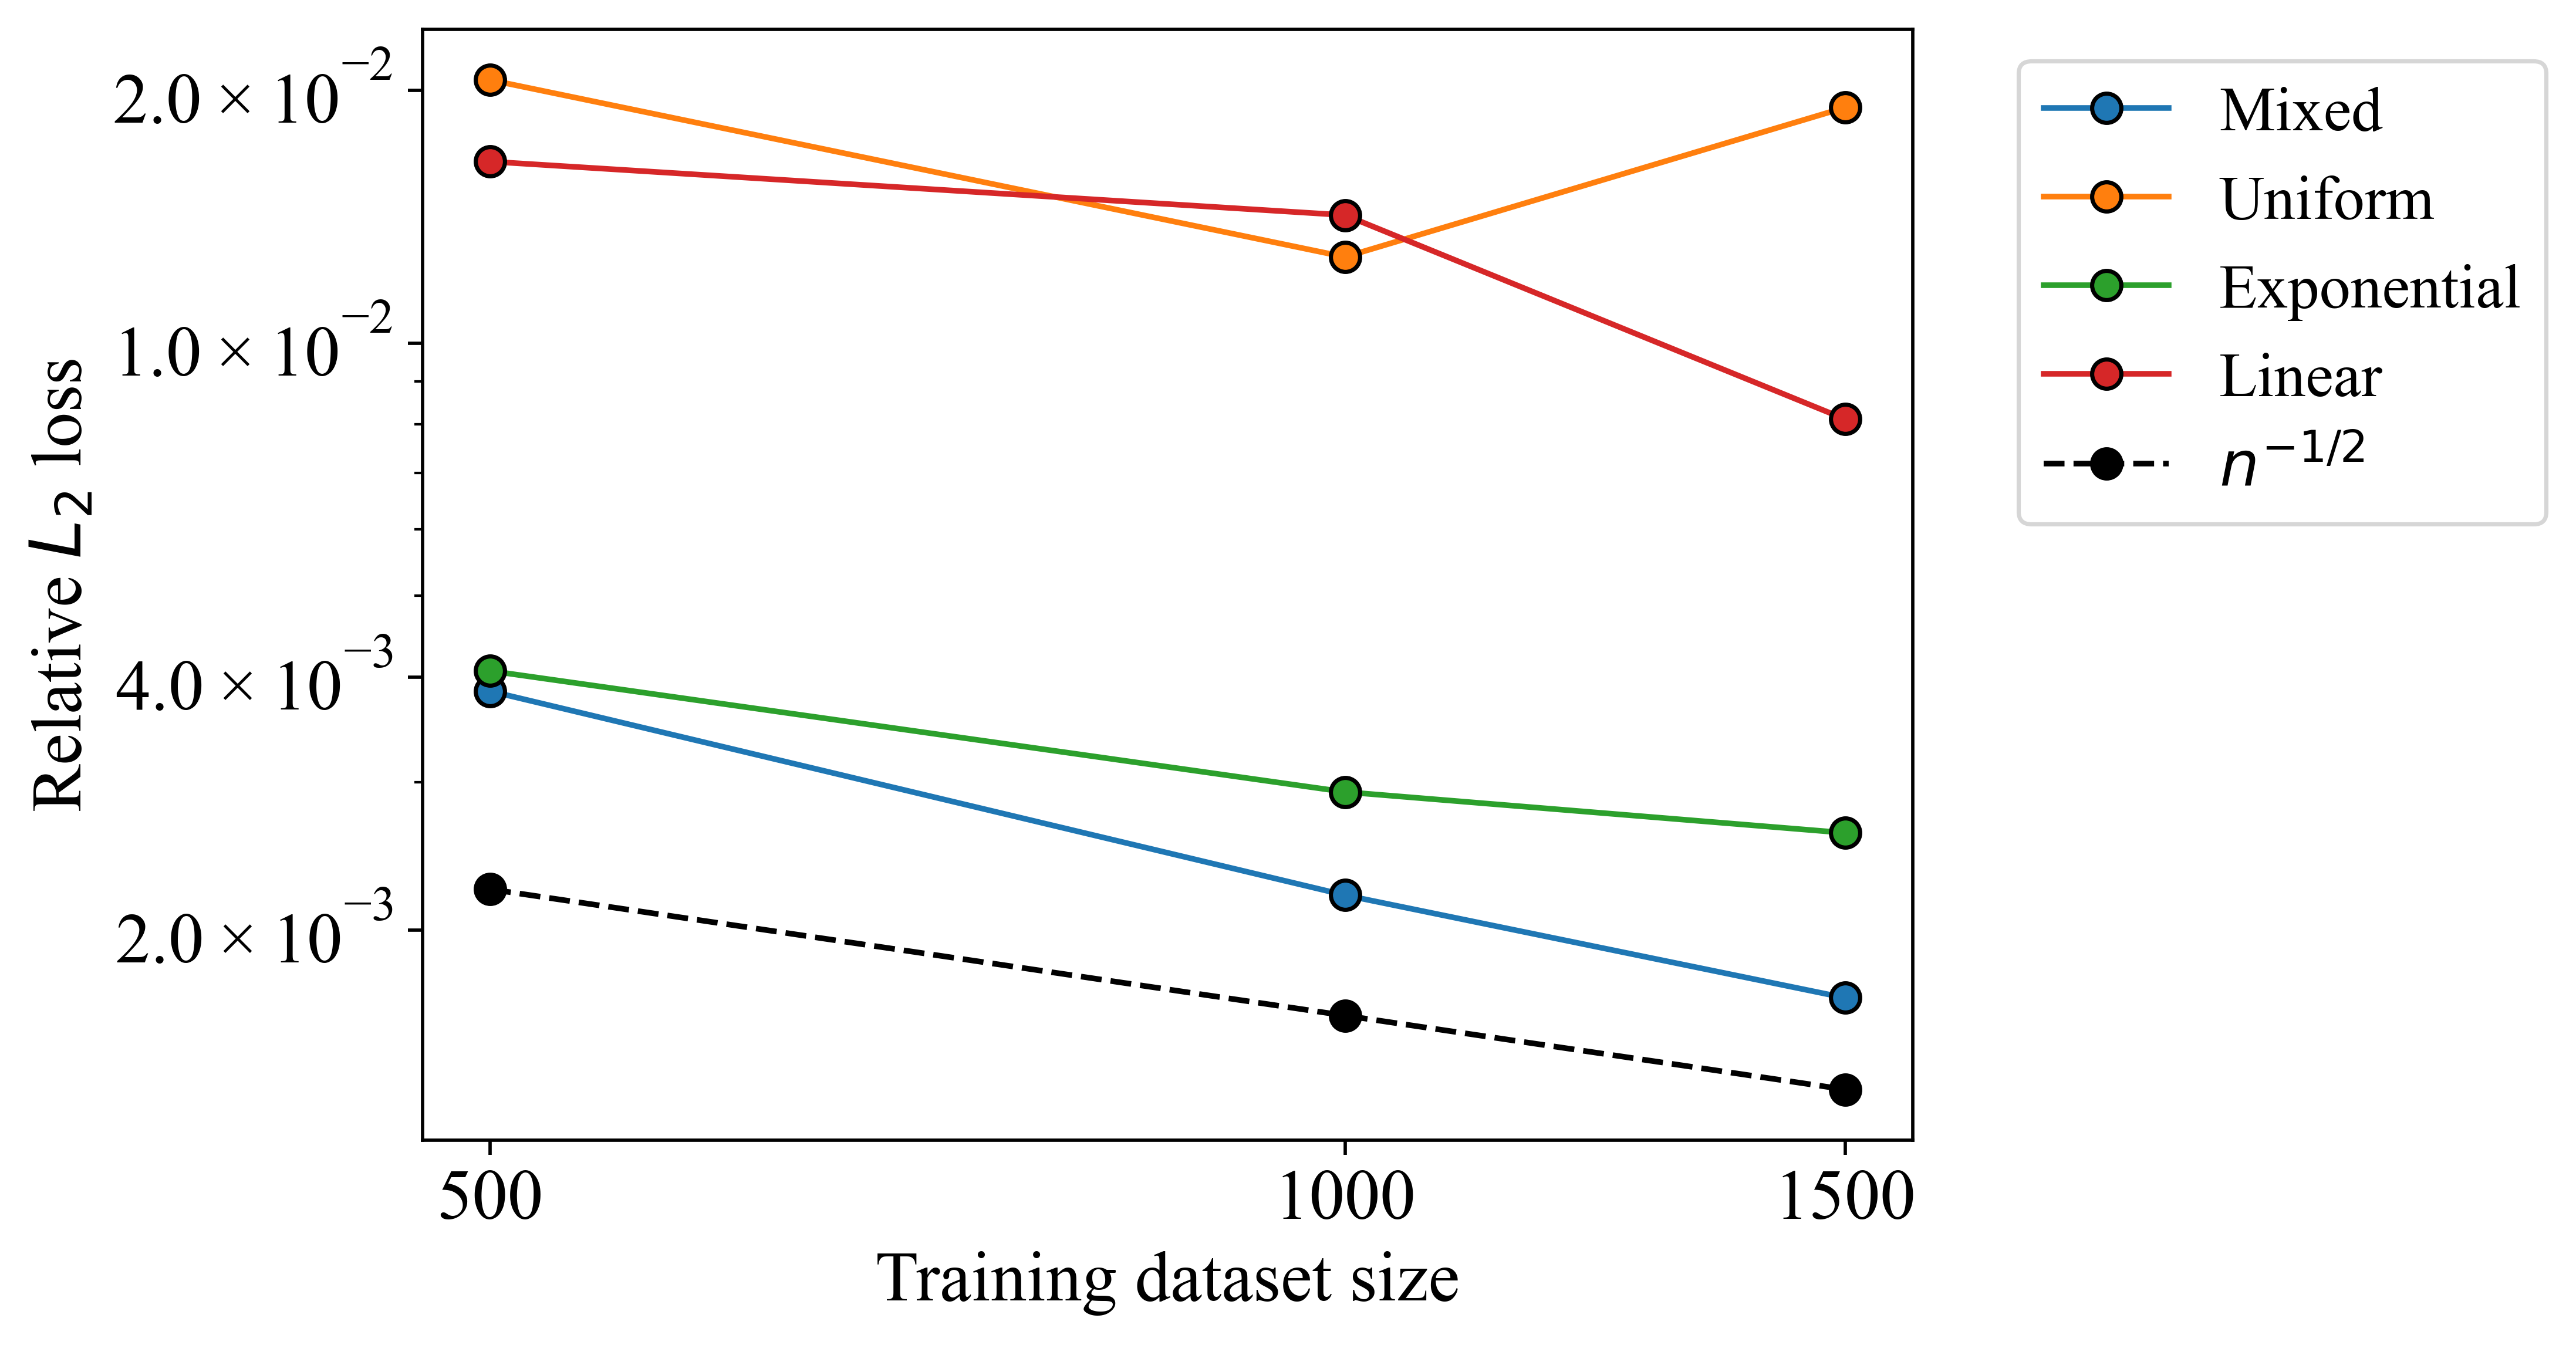 2.0 × 10⁻²
1.0 × 10⁻²
4.0 × 10⁻³
2.0 × 10⁻³
Relative L₂ loss
500
1000
1500
Training dataset size
Mixed
Uniform
Exponential
Linear
n⁻¹/²